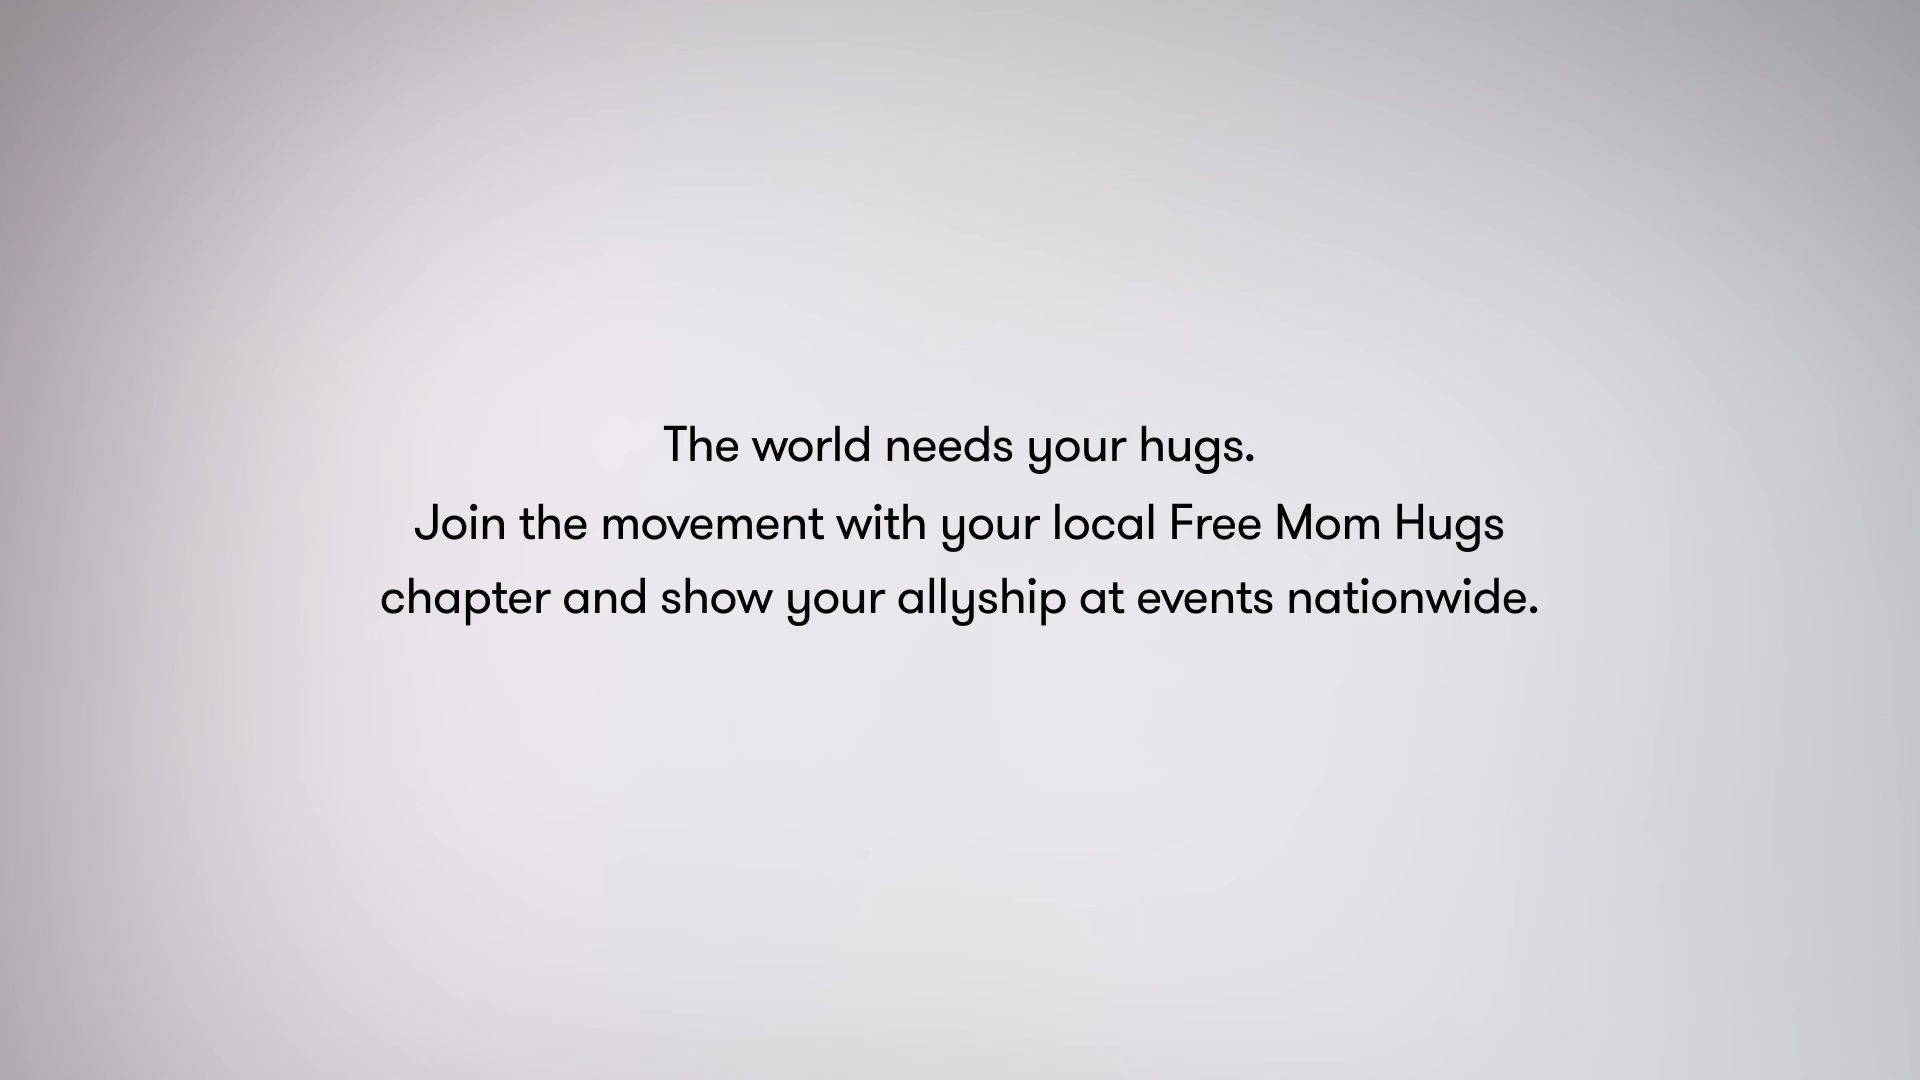 The world needs your hugs.
Join the movement with your local Free Mom Hugs
chapter and show your allyship at events nationwide.